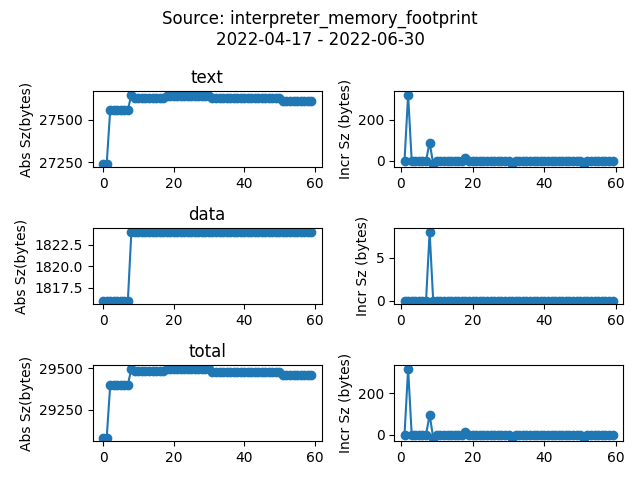 Source: interpreter_memory_footprint
2022-04-17 - 2022-06-30
text
Abs Sz(bytes)
27500
27250
0 20 40 60
Incr Sz (bytes)
200
0
0 20 40 60
data
Abs Sz(bytes)
1822.5
1820.0
1817.5
0 20 40 60
Incr Sz (bytes)
5
0
0 20 40 60
total
Abs Sz(bytes)
29500
29250
0 20 40 60
Incr Sz (bytes)
200
0
0 20 40 60